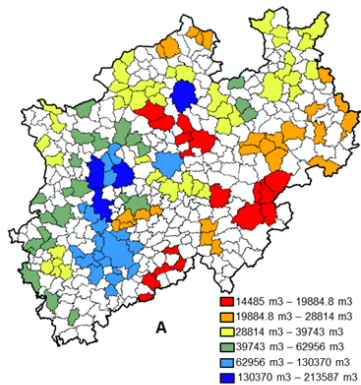 A
14485 m3 – 19884.8 m3
19884.8 m3 – 28814 m3
28814 m3 – 39743 m3
39743 m3 – 62956 m3
62956 m3 – 130370 m3
130370 m3 – 213587 m3